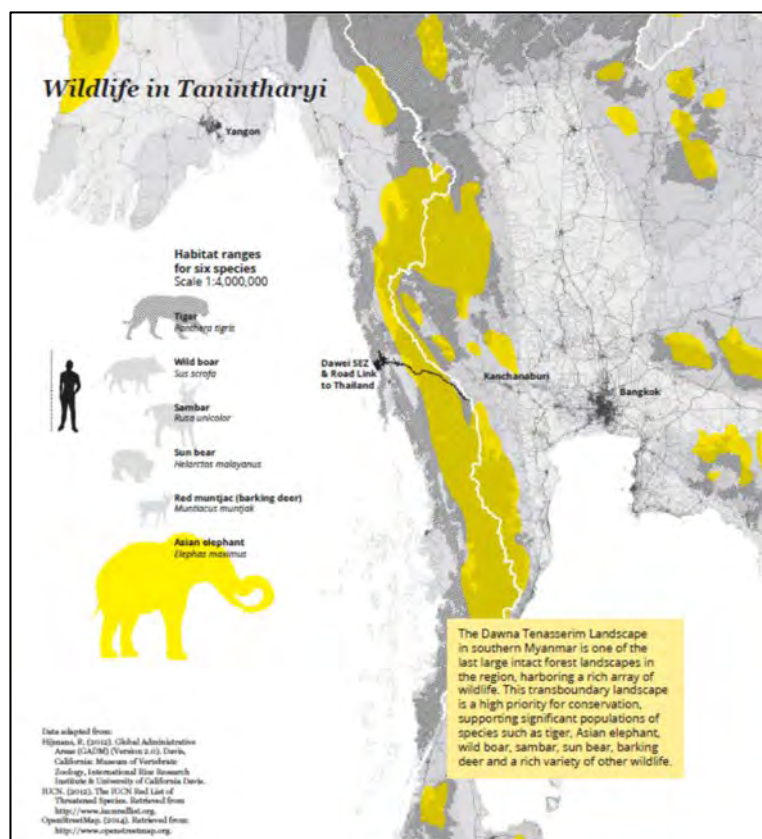 Wildlife in Tanintharyi
Yangon
Habitat ranges
for six species
Scale 1:4,000,000
Tiger
Panthera tigris
Wild boar
Sus scrofa
Sambar
Rusa unicolor
Sun bear
Helarctos malayanus
Red muntjac (barking deer)
Muntiacus muntjak
Asian elephant
Elephas maximus
Dawei SEZ
& Road Link
to Thailand
Kanchanaburi
Bangkok
The Dawna Tenasserim Landscape
in southern Myanmar is one of the
last large intact forest landscapes in
the region, harboring a rich array of
wildlife. This transboundary landscape
is a high priority for conservation,
supporting significant populations of
species such as tiger, Asian elephant,
wild boar, sambar, sun bear, barking
deer and a rich variety of other wildlife.
Data adapted from:
Hijmans, R. (2012). Global Administrative
Areas (GADM) (Version 2.0). Davis,
California: Museum of Vertebrate
Zoology, International Rice Research
Institute & University of California Davis.
IUCN. (2012). The IUCN Red List of
Threatened Species. Retrieved from
http://www.iucnredlist.org.
OpenStreetMap. (2014). Retrieved from:
http://www.openstreetmap.org.